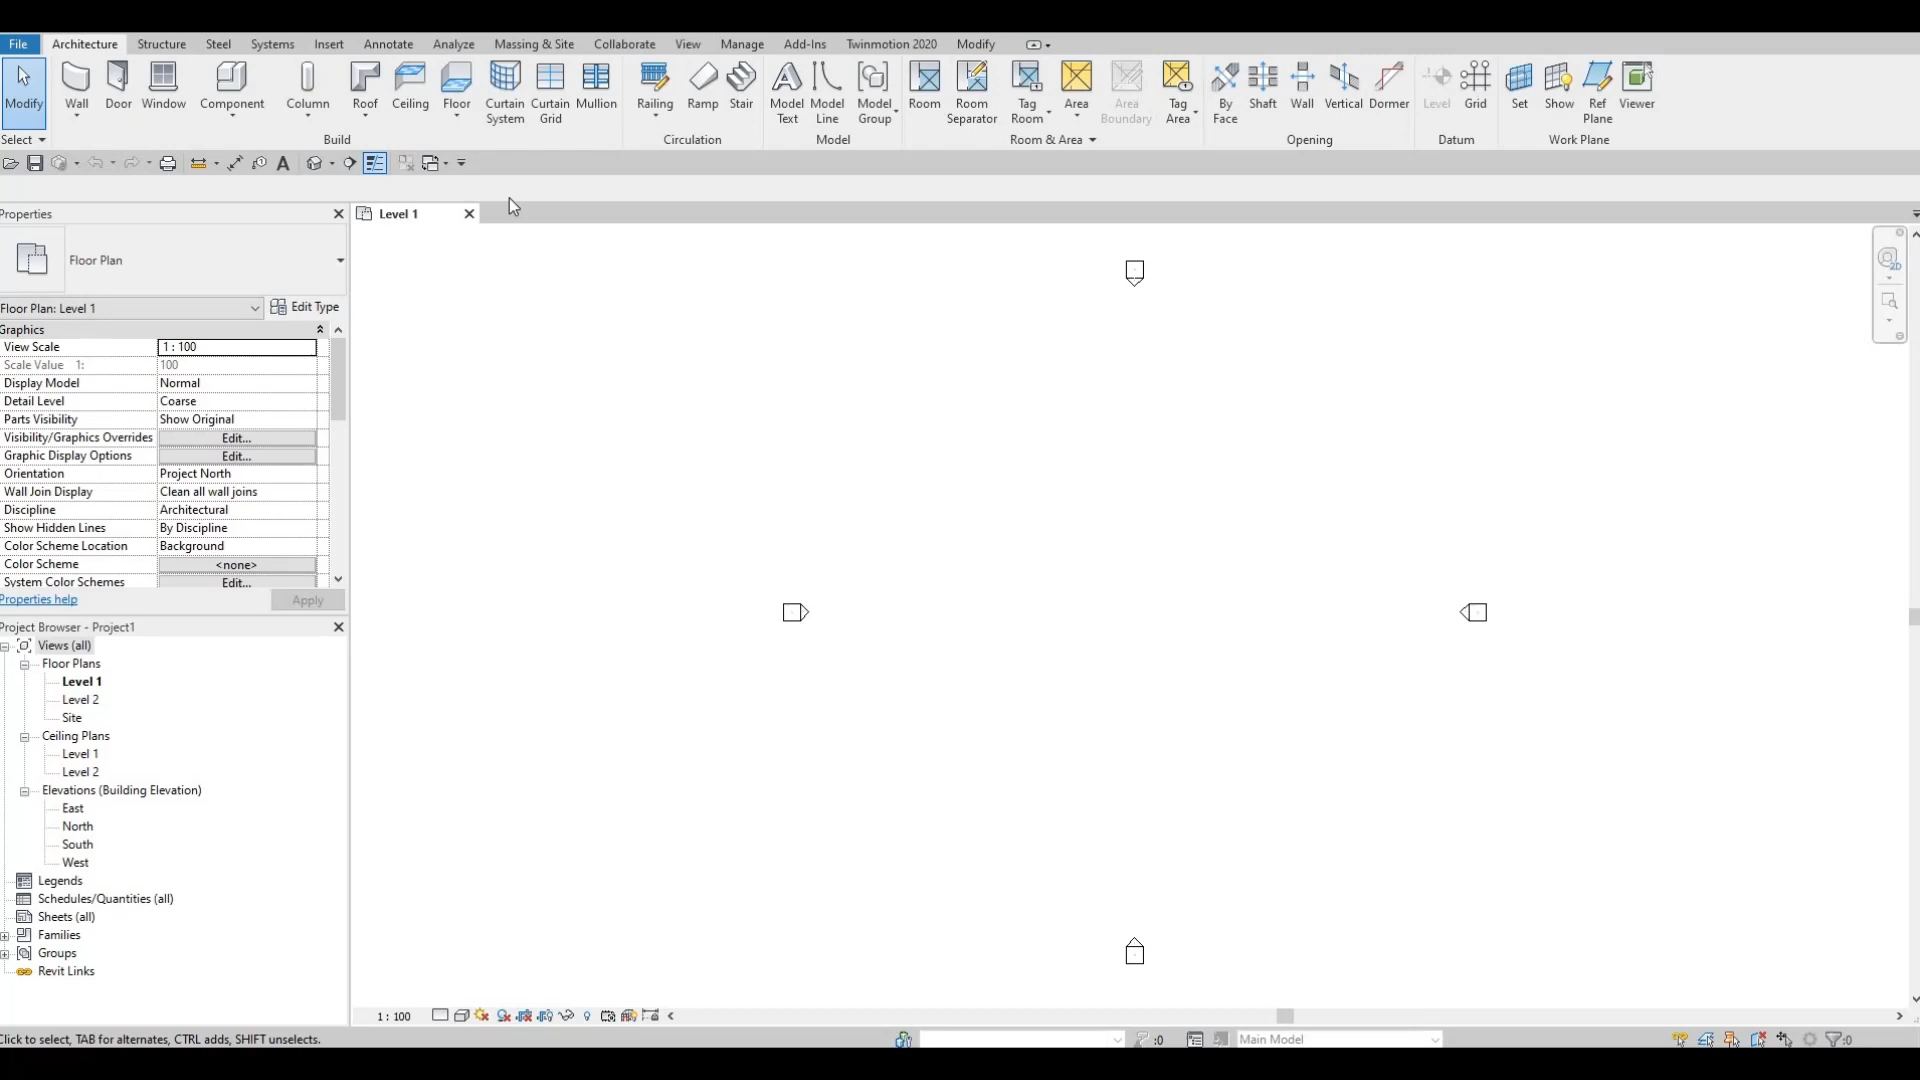 File Architecture Structure Steel Systems Insert Annotate Analyze Massing & Site Collaborate View Manage Add-Ins Twinmotion 2020 Modify
Modify Wall Door Window Component Column Roof Ceiling Floor Curtain System Curtain Grid Mullion Railing Ramp Stair Model Text Model Line Model Group Room Room Separator Tag Room Area Area Boundary Tag Area By Face Shaft Wall Vertical Dormer Level Grid Set Show Ref Plane Viewer
Select Build Circulation Model Room & Area Opening Datum Work Plane
Properties
Level 1
Floor Plan
2D
Floor Plan: Level 1 Edit Type
Graphics
View Scale 1 : 100
Scale Value 1: 100
Display Model Normal
Detail Level Coarse
Parts Visibility Show Original
Visibility/Graphics Overrides Edit...
Graphic Display Options Edit...
Orientation Project North
Wall Join Display Clean all wall joins
Discipline Architectural
Show Hidden Lines By Discipline
Color Scheme Location Background
Color Scheme <none>
System Color Schemes Edit...
Properties help Apply
Project Browser - Project1
Views (all)
Floor Plans
Level 1
Level 2
Site
Ceiling Plans
Level 1
Level 2
Elevations (Building Elevation)
East
North
South
West
Legends
Schedules/Quantities (all)
Sheets (all)
Families
Groups
Revit Links
1 : 100
Click to select, TAB for alternates, CTRL adds, SHIFT unselects. :0 Main Model :0